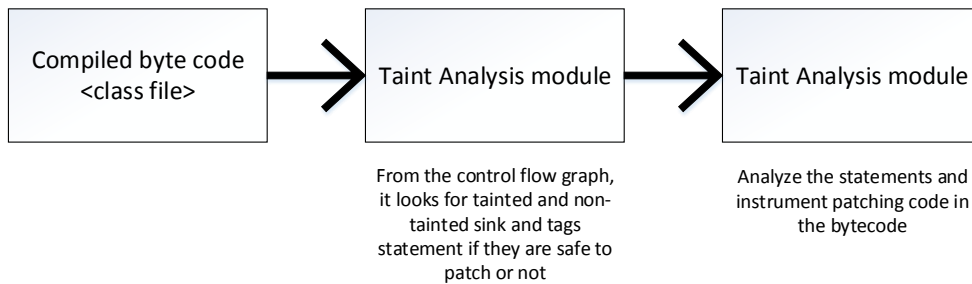 Compiled byte code
<class file>
Taint Analysis module
Taint Analysis module
From the control flow graph,
it looks for tainted and non-
tainted sink and tags
statement if they are safe to
patch or not
Analyze the statements and
instrument patching code in
the bytecode